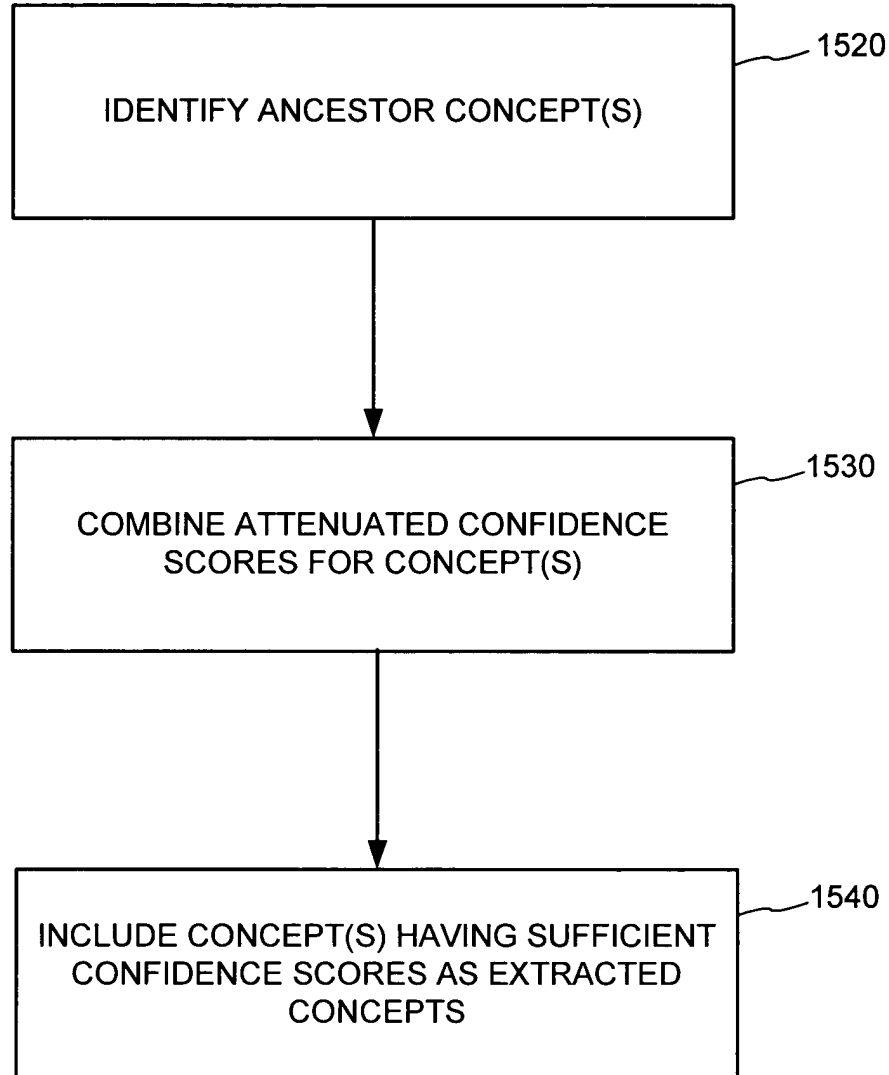 1520
IDENTIFY ANCESTOR CONCEPT(S)
1530
COMBINE ATTENUATED CONFIDENCE
SCORES FOR CONCEPT(S)
1540
INCLUDE CONCEPT(S) HAVING SUFFICIENT
CONFIDENCE SCORES AS EXTRACTED
CONCEPTS